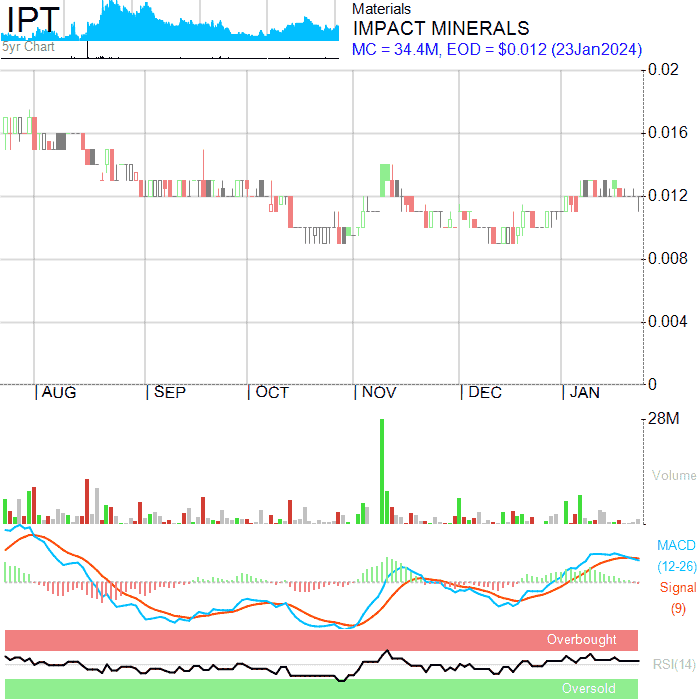 IPT
5yr Chart
Materials
IMPACT MINERALS
MC = 34.4M, EOD = $0.012 (23Jan2024)
0.02
0.016
0.012
0.008
0.004
0
AUG SEP OCT NOV DEC JAN
28M
Volume
MACD
(12-26)
Signal
(9)
Overbought
RSI(14)
Oversold